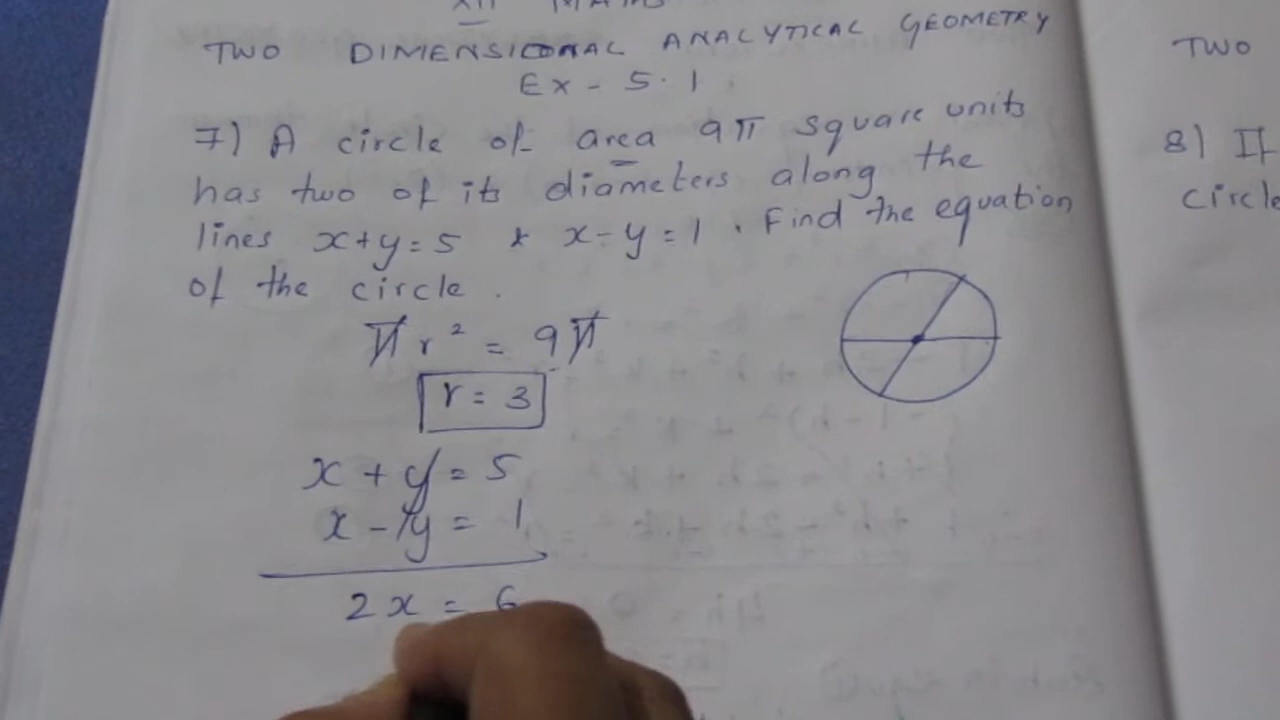 XII MATHS
TWO DIMENSIONAL ANALYTICAL GEOMETRY
Ex - 5.1
7) A circle of area 9π square units
has two of its diameters along the
lines x+y=5 & x-y=1. Find the equation
of the circle.
πr² = 9π
r = 3
x + y = 5
x - y = 1
2x = 6
TWO
8) If
circle